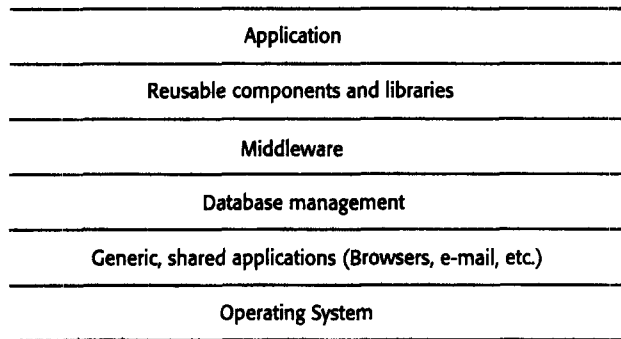 Application
Reusable components and libraries
Middleware
Database management
Generic, shared applications (Browsers, e-mail, etc.)
Operating System